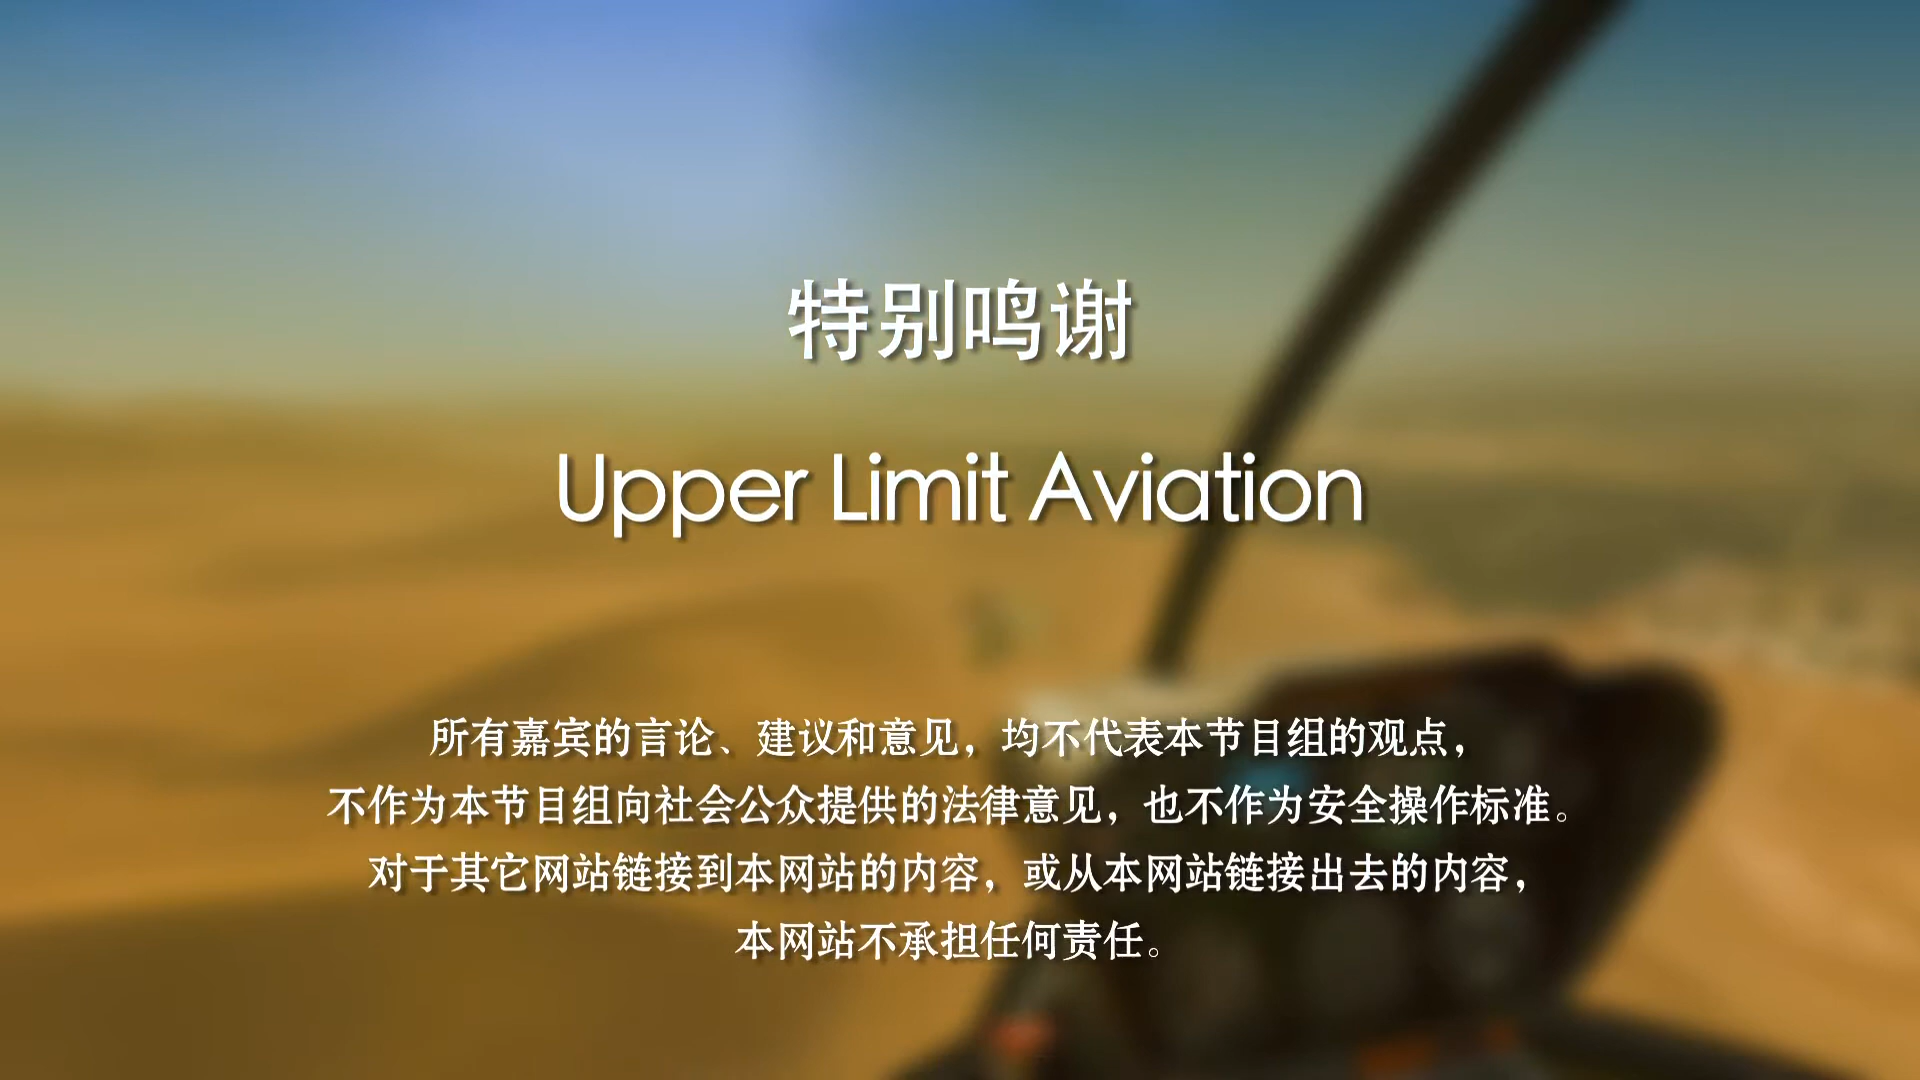 特别鸣谢
Upper Limit Aviation
所有嘉宾的言论、建议和意见，均不代表本节目组的观点，
不作为本节目组向社会公众提供的法律意见，也不作为安全操作标准。
对于其它网站链接到本网站的内容，或从本网站链接出去的内容，
本网站不承担任何责任。